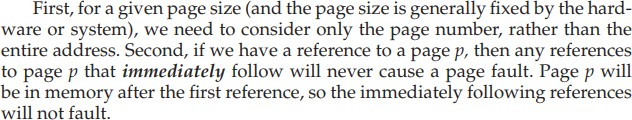 First, for a given page size (and the page size is generally fixed by the hard-
ware or system), we need to consider only the page number, rather than the
entire address. Second, if we have a reference to a page p, then any references
to page p that immediately follow will never cause a page fault. Page p will
be in memory after the first reference, so the immediately following references
will not fault.